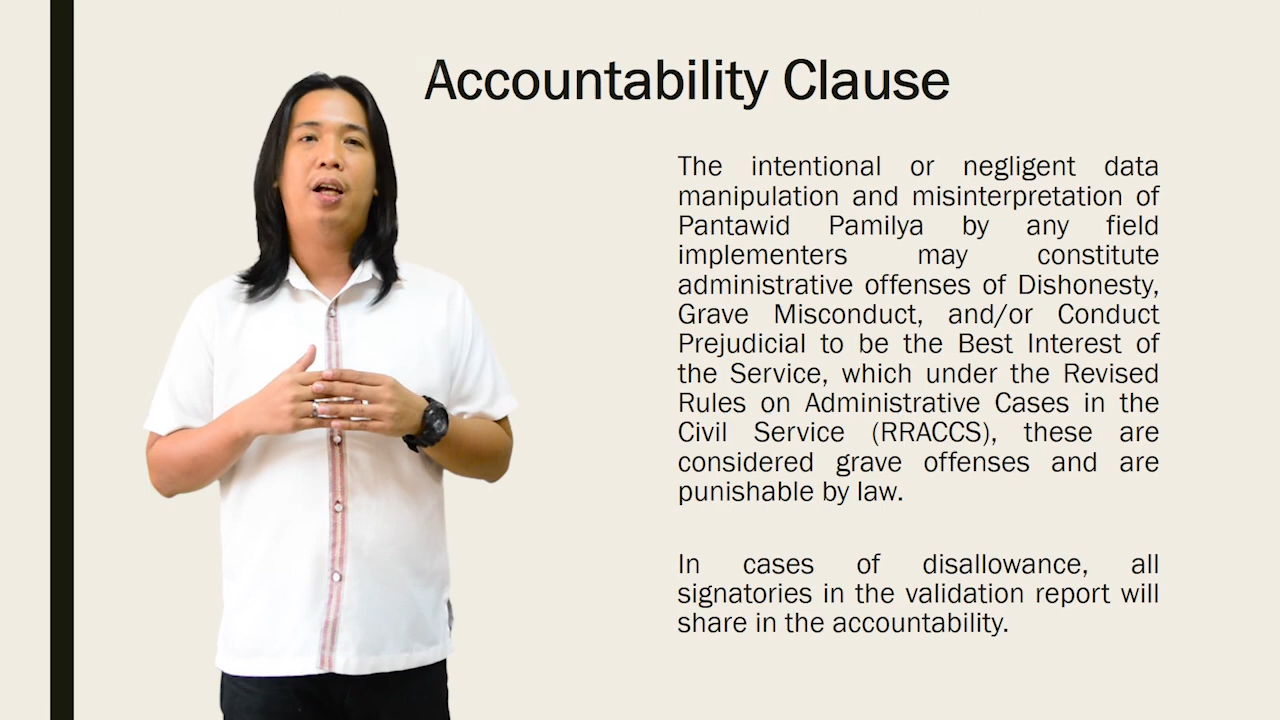 Accountability Clause
The intentional or negligent data
manipulation and misinterpretation of
Pantawid Pamilya by any field
implementers may constitute
administrative offenses of Dishonesty,
Grave Misconduct, and/or Conduct
Prejudicial to be the Best Interest of
the Service, which under the Revised
Rules on Administrative Cases in the
Civil Service (RRACCS), these are
considered grave offenses and are
punishable by law.
In cases of disallowance, all
signatories in the validation report will
share in the accountability.